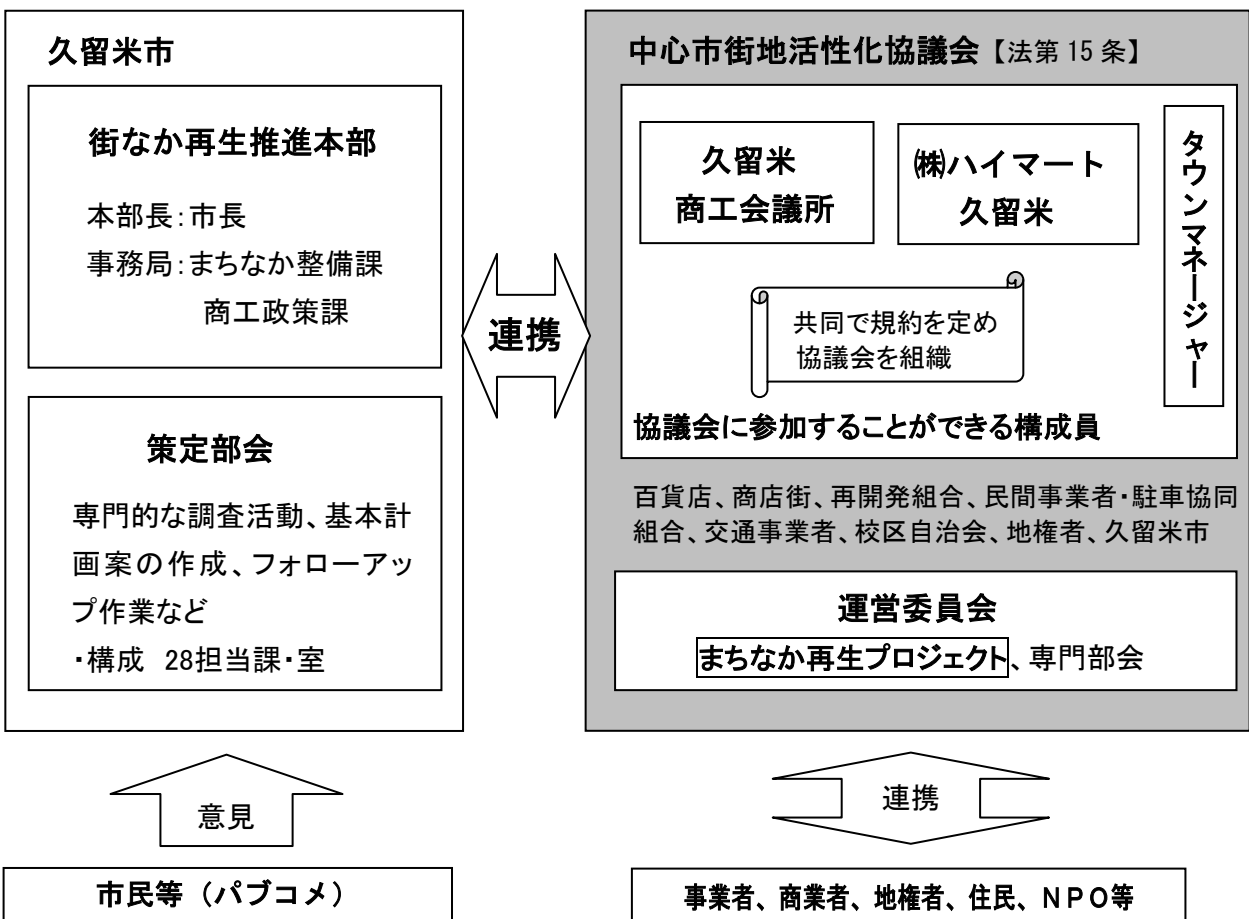 久留米市
街なか再生推進本部
本部長：市長
事務局：まちなか整備課
商工政策課
策定部会
専門的な調査活動、基本計
画案の作成、フォローアッ
プ作業など
・構成 28担当課・室
連携
中心市街地活性化協議会【法第15条】
久留米
商工会議所
㈱ハイマート
久留米
タウンマネージャー
共同で規約を定め
協議会を組織
協議会に参加することができる構成員
百貨店、商店街、再開発組合、民間事業者・駐車協同
組合、交通事業者、校区自治会、地権者、久留米市
運営委員会
まちなか再生プロジェクト、専門部会
意見
市民等（パブコメ）
連携
事業者、商業者、地権者、住民、ＮＰＯ等